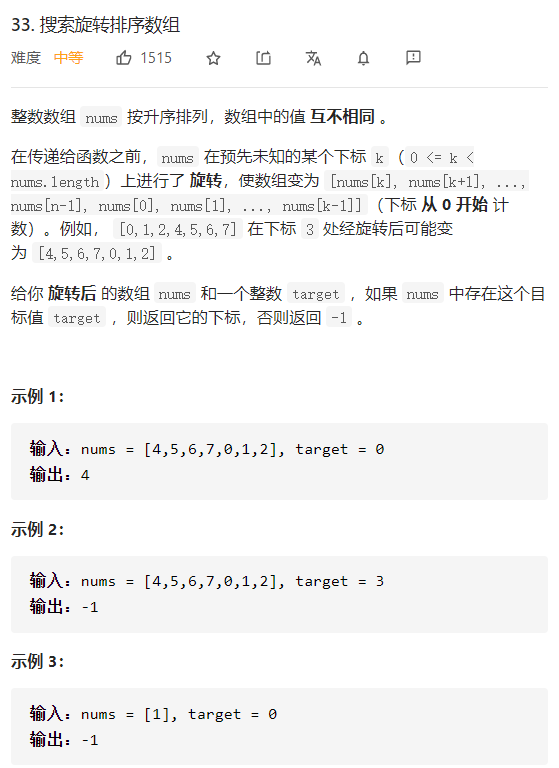 33. 搜索旋转排序数组
难度 中等 1515
整数数组 nums 按升序排列，数组中的值 互不相同 。
在传递给函数之前，nums 在预先未知的某个下标 k（0 <= k <
nums.length）上进行了 旋转，使数组变为 [nums[k], nums[k+1], ...,
nums[n-1], nums[0], nums[1], ..., nums[k-1]]（下标 从 0 开始 计
数）。例如， [0,1,2,4,5,6,7] 在下标 3 处经旋转后可能变
为 [4,5,6,7,0,1,2] 。
给你 旋转后 的数组 nums 和一个整数 target ，如果 nums 中存在这个目
标值 target ，则返回它的下标，否则返回 -1 。
示例 1：
输入：nums = [4,5,6,7,0,1,2], target = 0
输出：4
示例 2：
输入：nums = [4,5,6,7,0,1,2], target = 3
输出：-1
示例 3：
输入：nums = [1], target = 0
输出：-1